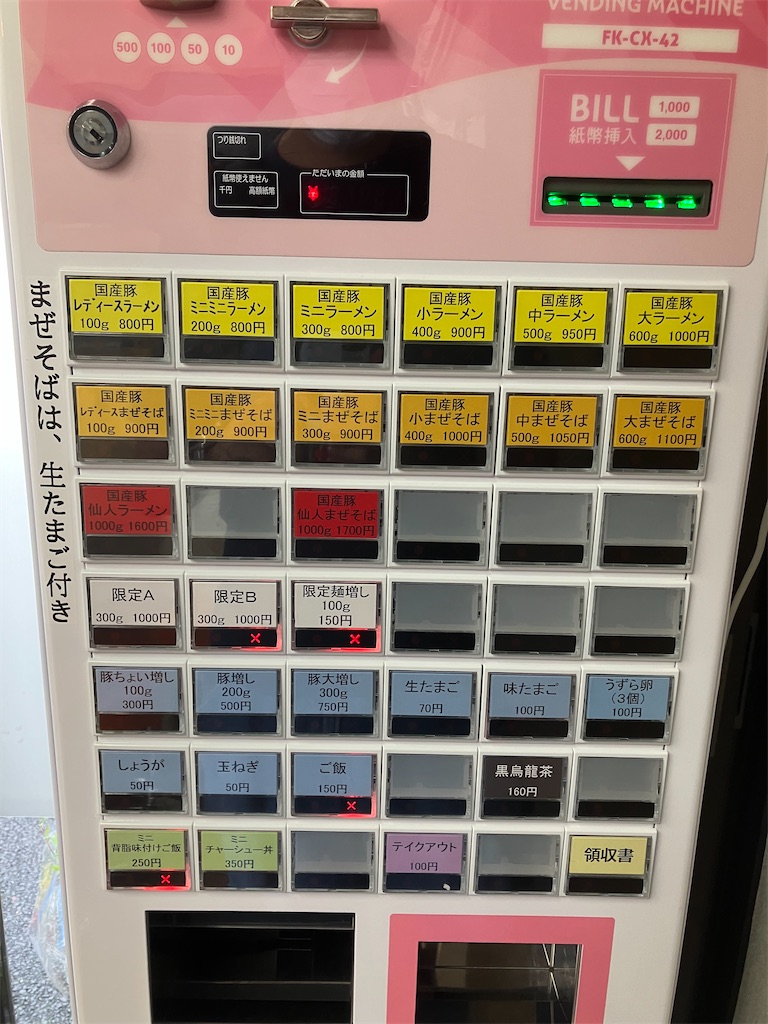 VENDING MACHINE
FK-CX-42
500 100 50 10
BILL
紙幣挿入
1,000
2,000
つり銭切れ
紙幣使えません
千円 高額紙幣
ただいまの金額
¥
まぜそばは、生たまご付き
国産豚
レディースラーメン
100g 800円
国産豚
ミニミニラーメン
200g 800円
国産豚
ミニラーメン
300g 800円
国産豚
小ラーメン
400g 900円
国産豚
中ラーメン
500g 950円
国産豚
大ラーメン
600g 1000円
国産豚
レディースまぜそば
100g 900円
国産豚
ミニミニまぜそば
200g 900円
国産豚
ミニまぜそば
300g 900円
国産豚
小まぜそば
400g 1000円
国産豚
中まぜそば
500g 1050円
国産豚
大まぜそば
600g 1100円
国産豚
仙人ラーメン
1000g 1600円
国産豚
仙人まぜそば
1000g 1700円
限定A
300g 1000円
限定B
300g 1000円
×
限定麺増し
100g
150円
×
豚ちょい増し
100g
300円
豚増し
200g
500円
豚大増し
300g
750円
生たまご
70円
味たまご
100円
うずら卵
(3個)
100円
しょうが
50円
玉ねぎ
50円
ご飯
150円
×
黒烏龍茶
160円
ミニ
背脂味付けご飯
250円
×
ミニ
チャーシュー丼
350円
テイクアウト
100円
領収書